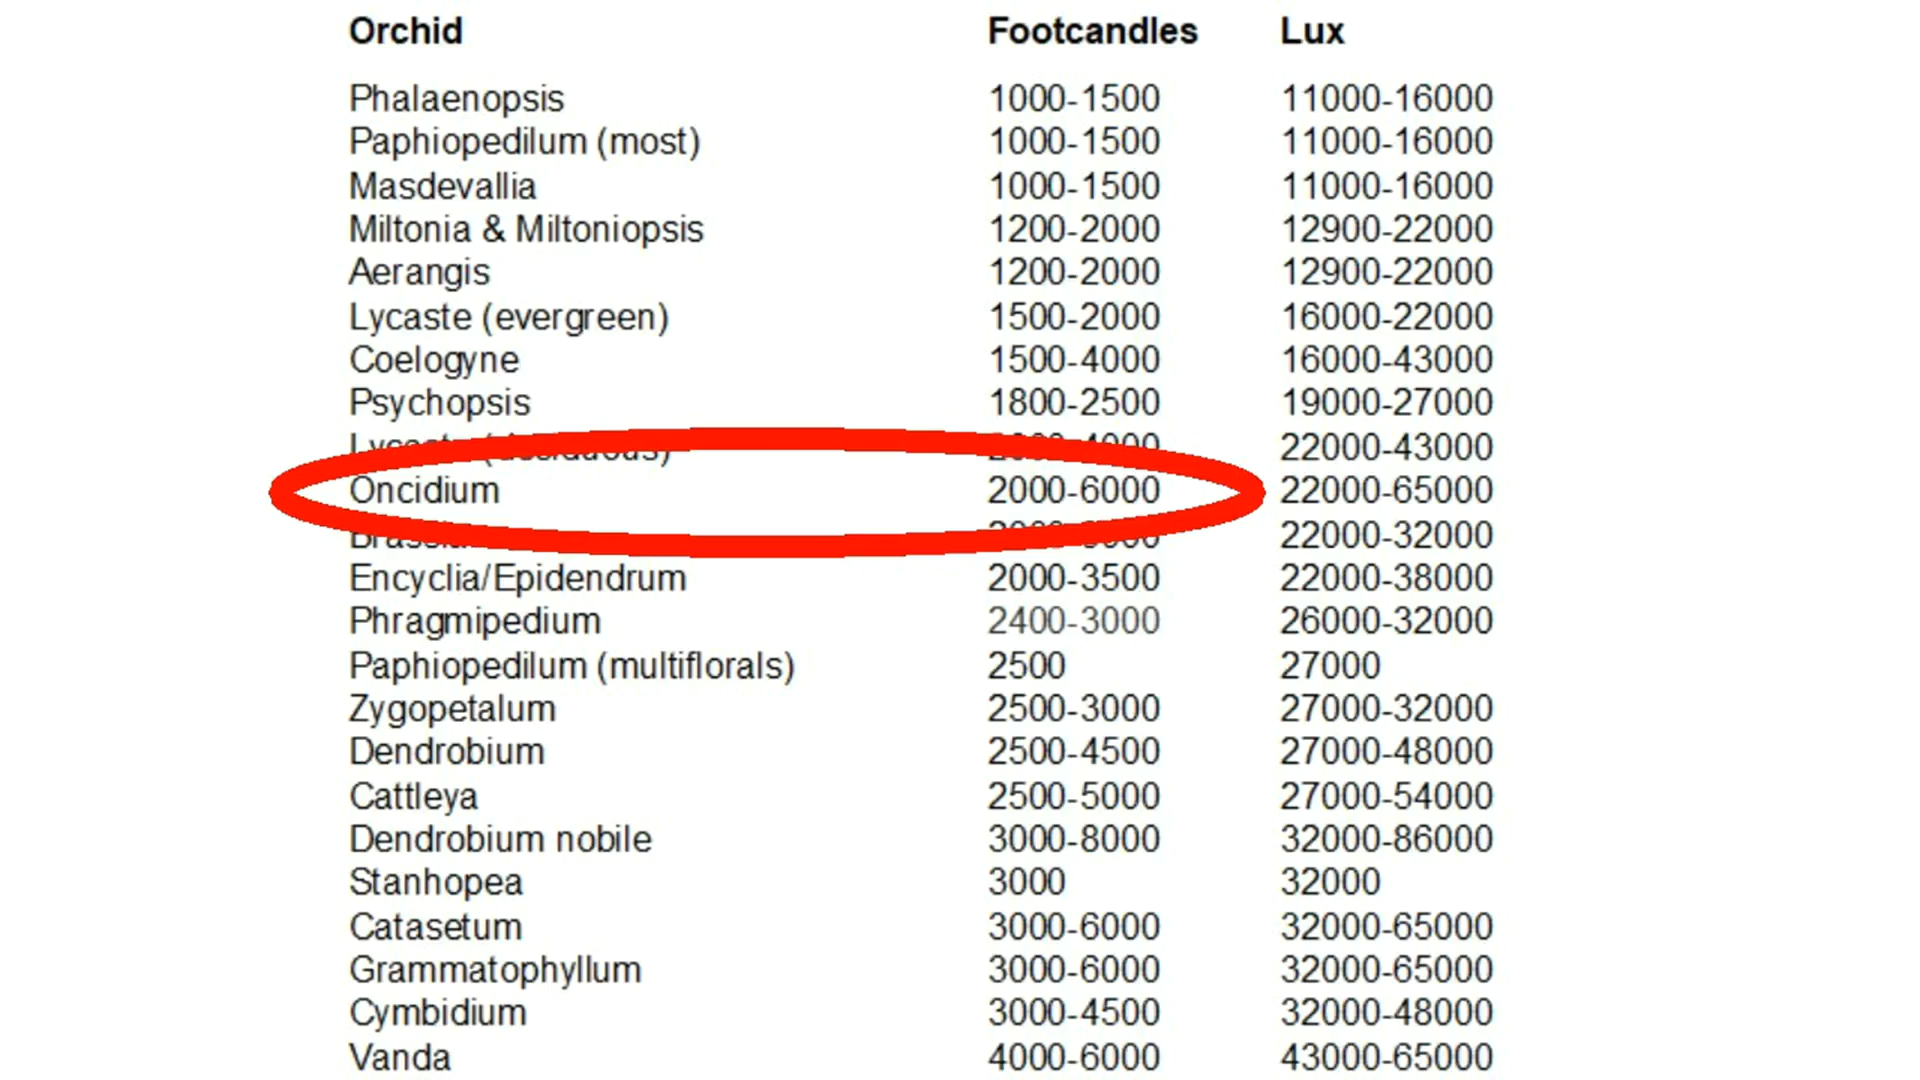 Orchid Footcandles Lux
Phalaenopsis 1000-1500 11000-16000
Paphiopedilum (most) 1000-1500 11000-16000
Masdevallia 1000-1500 11000-16000
Miltonia & Miltoniopsis 1200-2000 12900-22000
Aerangis 1200-2000 12900-22000
Lycaste (evergreen) 1500-2000 16000-22000
Coelogyne 1500-4000 16000-43000
Psychopsis 1800-2500 19000-27000
Lycaste (deciduous) 2000-4000 22000-43000
Oncidium 2000-6000 22000-65000
22000-32000
Encyclia/Epidendrum 2000-3500 22000-38000
Phragmipedium 2400-3000 26000-32000
Paphiopedilum (multiflorals) 2500 27000
Zygopetalum 2500-3000 27000-32000
Dendrobium 2500-4500 27000-48000
Cattleya 2500-5000 27000-54000
Dendrobium nobile 3000-8000 32000-86000
Stanhopea 3000 32000
Catasetum 3000-6000 32000-65000
Grammatophyllum 3000-6000 32000-65000
Cymbidium 3000-4500 32000-48000
Vanda 4000-6000 43000-65000